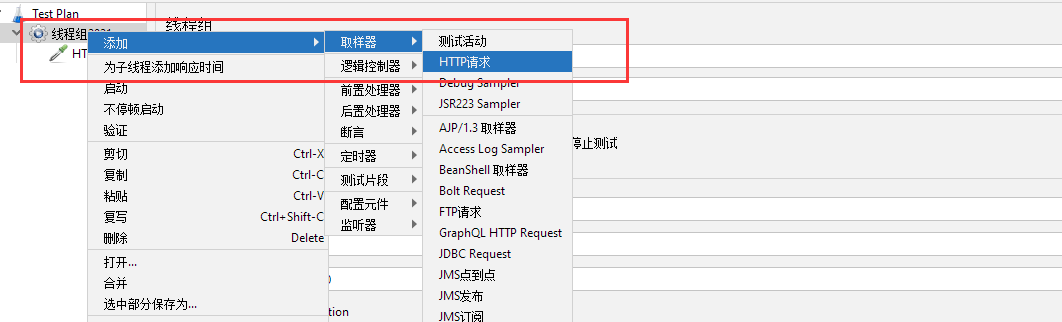 Test Plan
线程组
线程组
HT
添加
为子线程添加响应时间
启动
不停顿启动
验证
剪切 Ctrl-X
复制 Ctrl-C
粘贴 Ctrl-V
复写 Ctrl+Shift-C
删除 Delete
打开...
合并
选中部分保存为...
取样器
逻辑控制器
前置处理器
后置处理器
断言
定时器
测试片段
配置元件
监听器
测试活动
HTTP请求
Debug Sampler
JSR223 Sampler
AJP/1.3 取样器
Access Log Sampler
BeanShell 取样器
Bolt Request
FTP请求
GraphQL HTTP Request
JDBC Request
JMS点到点
JMS发布
JMS订阅
停止测试
tion